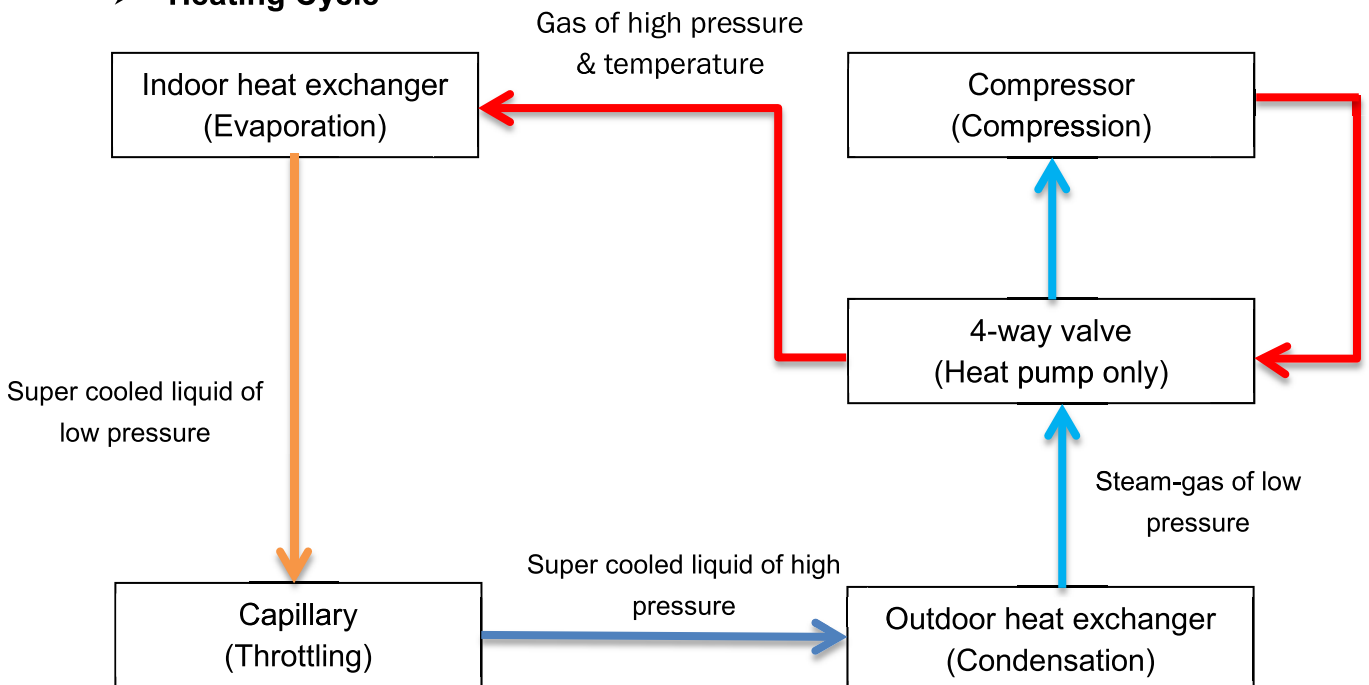 ➢ Heating Cycle
Gas of high pressure
& temperature
Indoor heat exchanger
(Evaporation)
Compressor
(Compression)
4-way valve
(Heat pump only)
Super cooled liquid of
low pressure
Steam-gas of low
pressure
Super cooled liquid of high
pressure
Capillary
(Throttling)
Outdoor heat exchanger
(Condensation)